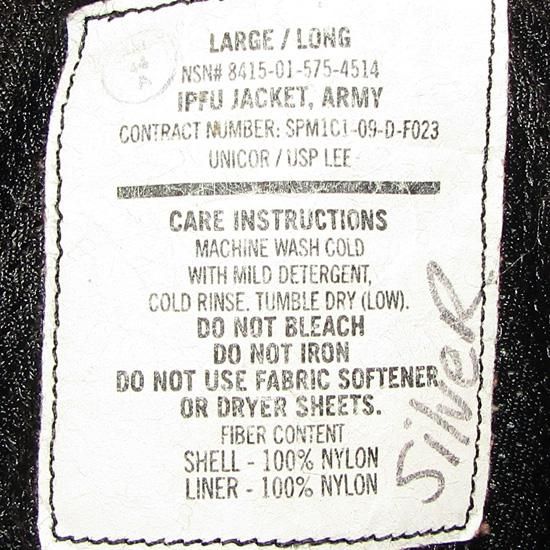 LARGE / LONG
NSN# 8415-01-575-4514
IPFU JACKET, ARMY
CONTRACT NUMBER: SPM1C1-09-D-F023
UNICOR / USP LEE
CARE INSTRUCTIONS
MACHINE WASH COLD
WITH MILD DETERGENT,
COLD RINSE. TUMBLE DRY (LOW).
DO NOT BLEACH
DO NOT IRON
DO NOT USE FABRIC SOFTENER
OR DRYER SHEETS.
FIBER CONTENT
SHELL - 100% NYLON
LINER - 100% NYLON
SilveR